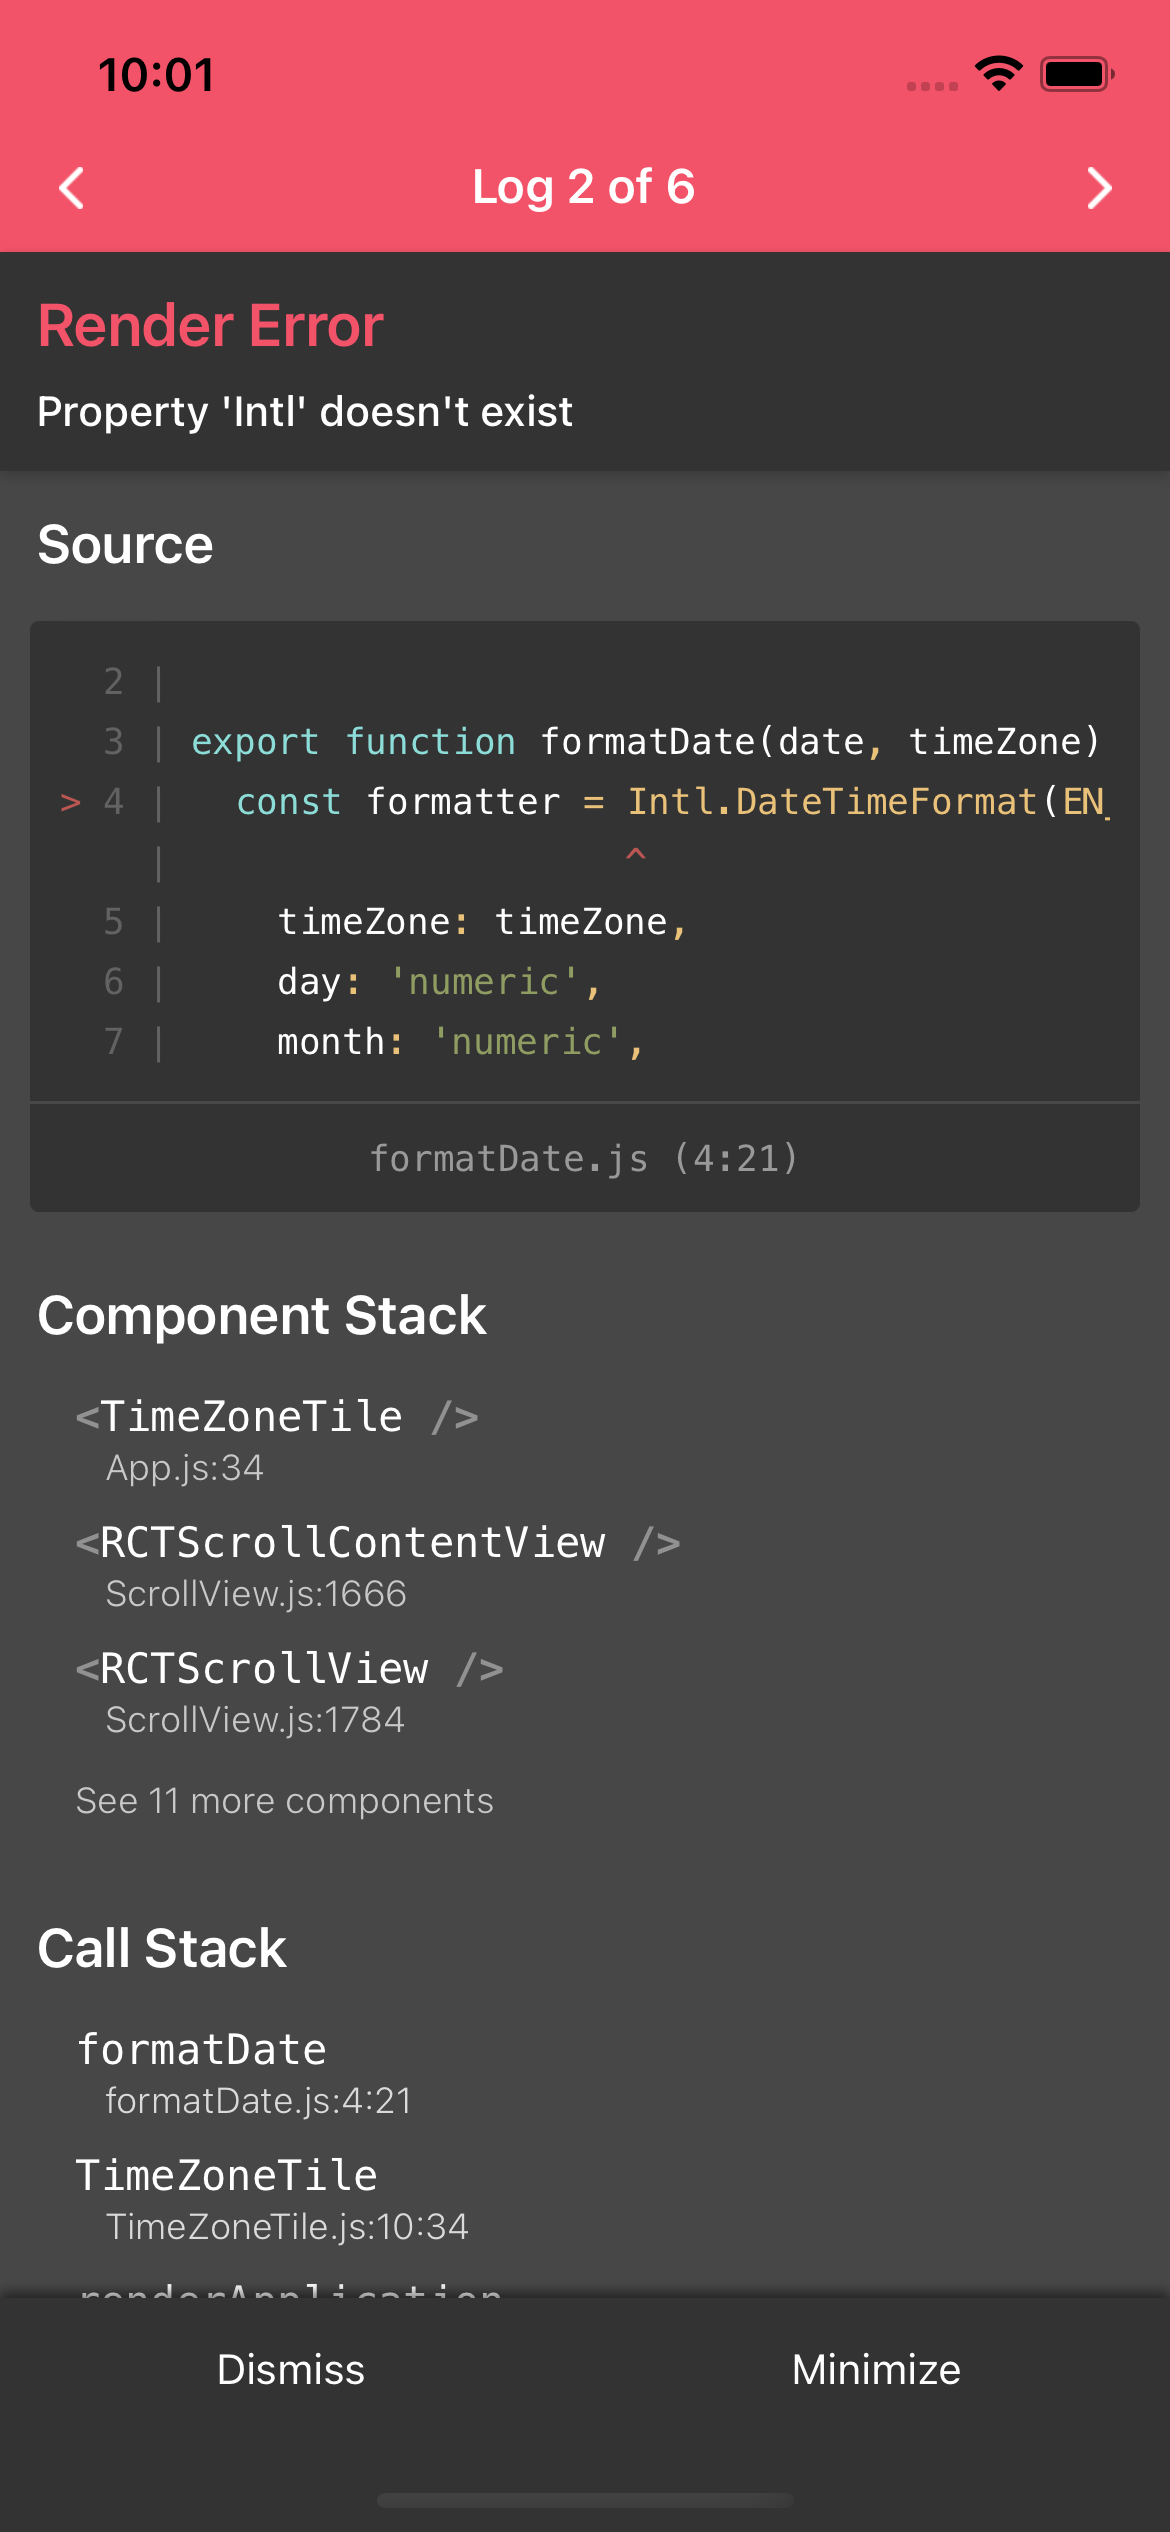 10:01
Log 2 of 6
Render Error
Property 'Intl' doesn't exist
Source
2 |
3 | export function formatDate(date, timeZone)
> 4 | const formatter = Intl.DateTimeFormat(EN_
| ^
5 | timeZone: timeZone,
6 | day: 'numeric',
7 | month: 'numeric',
formatDate.js (4:21)
Component Stack
<TimeZoneTile />
App.js:34
<RCTScrollContentView />
ScrollView.js:1666
<RCTScrollView />
ScrollView.js:1784
See 11 more components
Call Stack
formatDate
formatDate.js:4:21
TimeZoneTile
TimeZoneTile.js:10:34
renderApplication
Dismiss Minimize